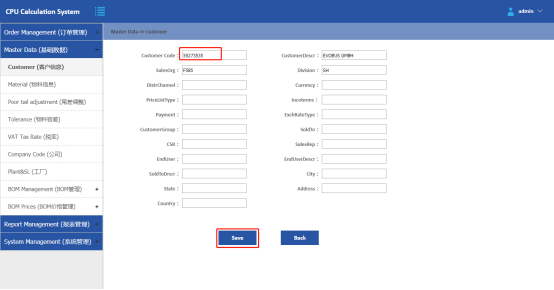 CPU Calculation System
admin
Order Management (订单管理)
Master Data (基础数据)
Customer (客户信息)
Material (物料信息)
Poor tail adjustment (尾差调整)
Tolerance (物料容差)
VAT Tax Rate (税率)
Company Code (公司)
Plant&SL (工厂)
BOM Management (BOM管理) +
BOM Prices (BOM价格管理) +
Report Management (报表管理)
System Management (系统管理)
Master Data >> Customer
Customer Code : 55273535 CustomerDescr : EVOBUS GMBH
SalesOrg : F585 Division : SH
DistrChannel : Currency :
PriceListType : Incoterms :
Payment : ExchRateType :
CustomerGroup : SoldTo :
CSR : SalesRep :
EndUser : EndUserDescr :
SoldToDescr : City :
State : Address :
Country :
Save Back